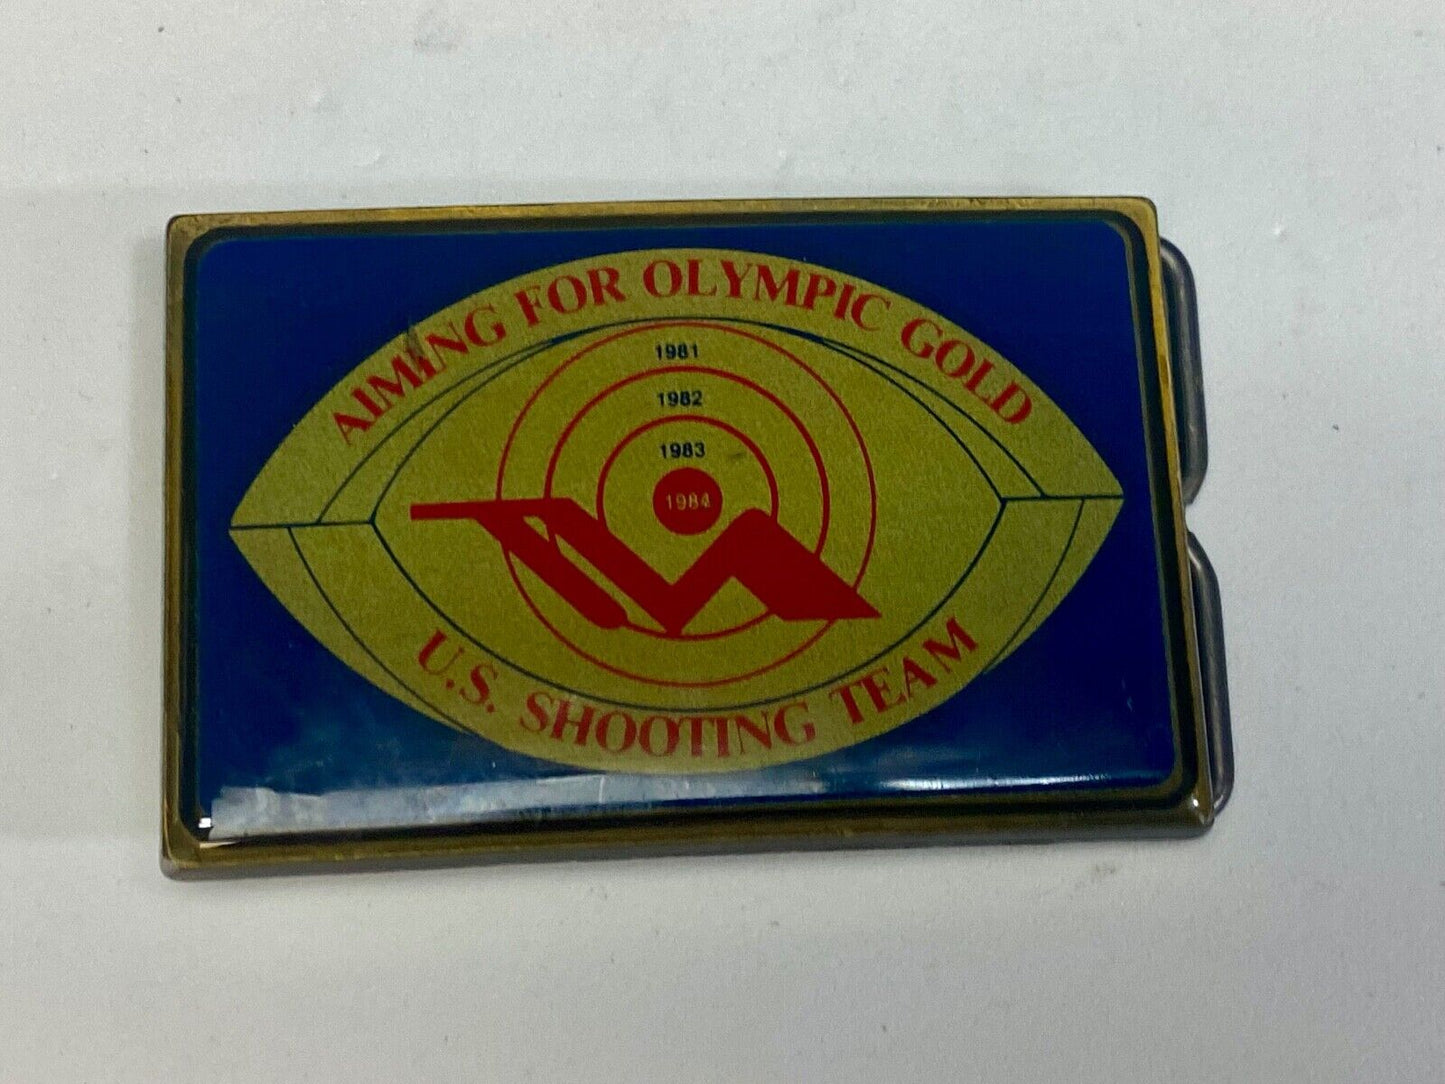 AIMING FOR OLYMPIC GOLD
1981
1982
1983
1984
U.S. SHOOTING TEAM